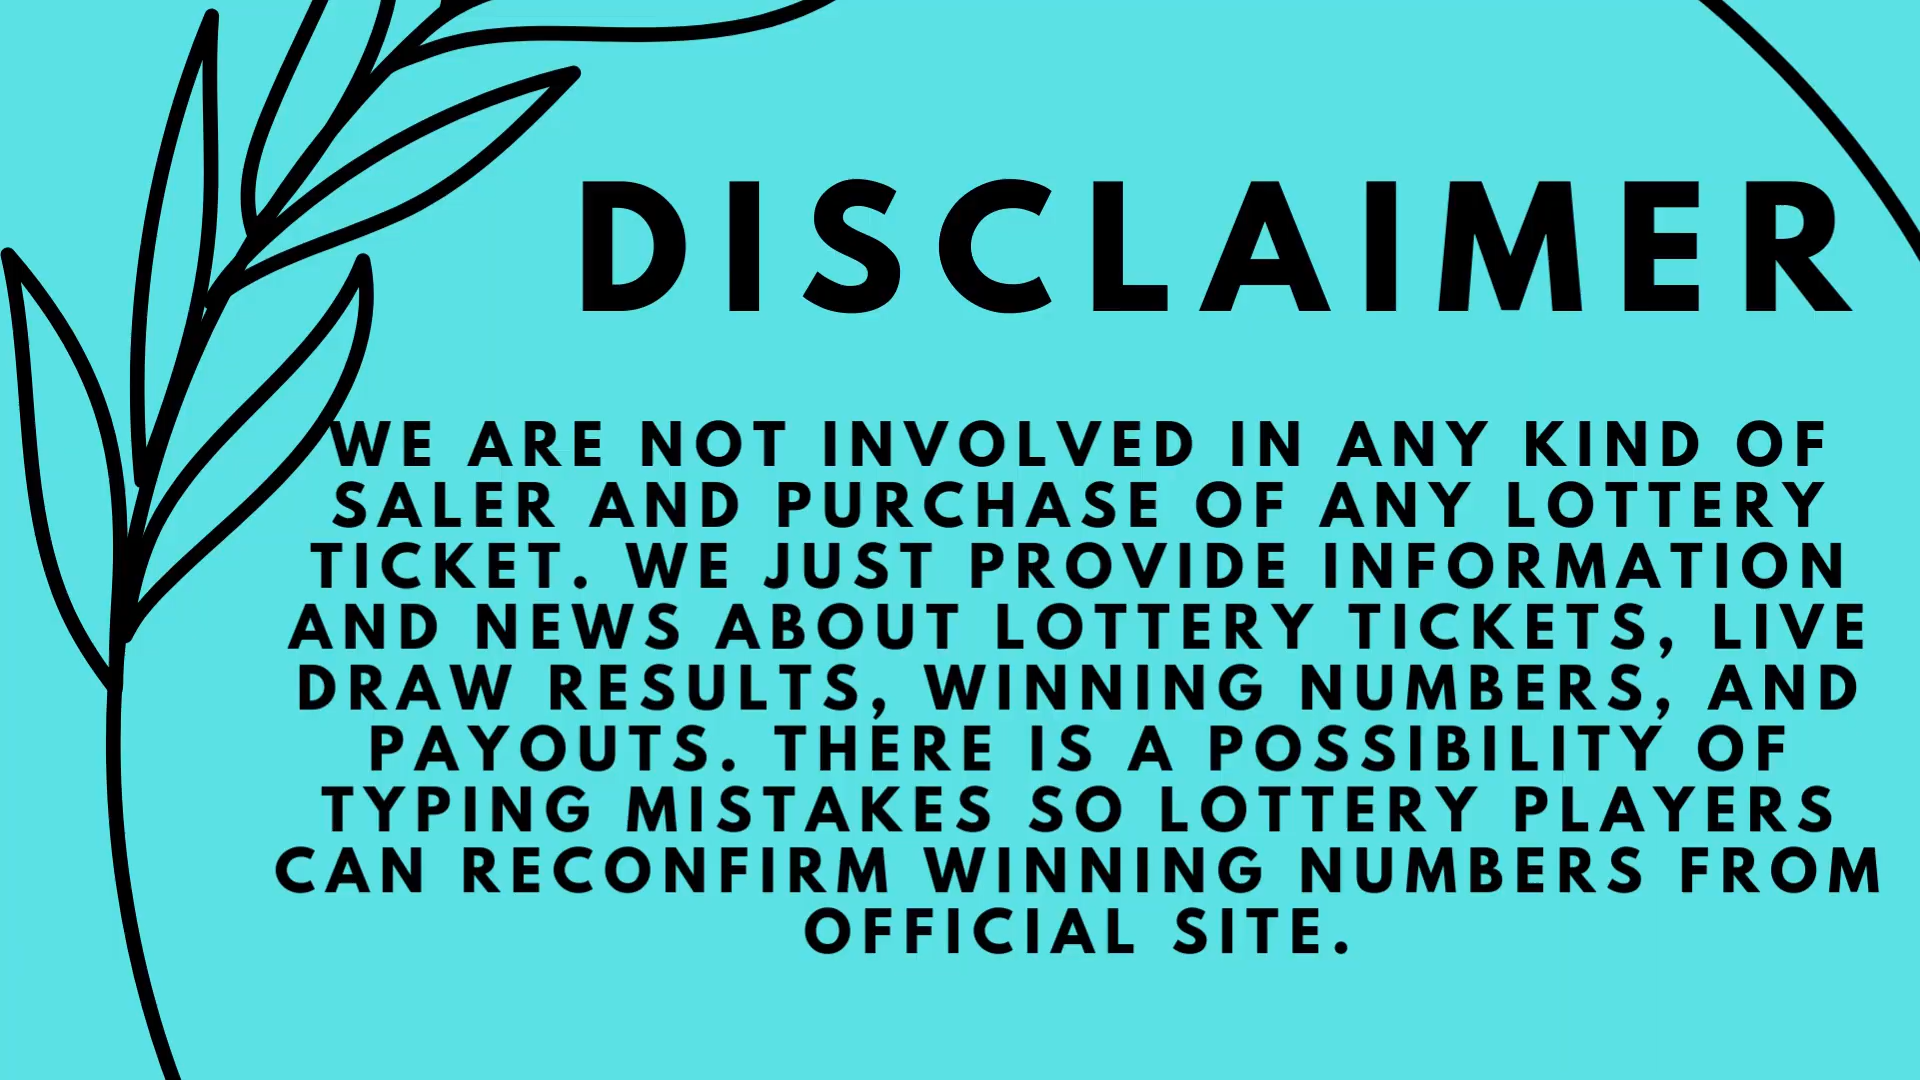 DISCLAIMER
WE ARE NOT INVOLVED IN ANY KIND OF
SALER AND PURCHASE OF ANY LOTTERY
TICKET. WE JUST PROVIDE INFORMATION
AND NEWS ABOUT LOTTERY TICKETS, LIVE
DRAW RESULTS, WINNING NUMBERS, AND
PAYOUTS. THERE IS A POSSIBILITY OF
TYPING MISTAKES SO LOTTERY PLAYERS
CAN RECONFIRM WINNING NUMBERS FROM
OFFICIAL SITE.